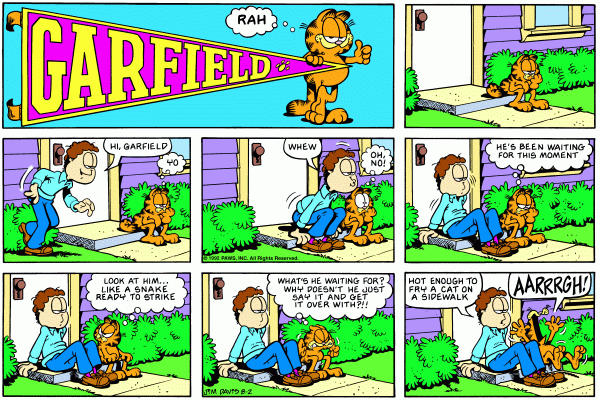 GARFIELD
RAH
HI, GARFIELD
YO
WHEW
OH,
NO!
© 1992 PAWS, INC. All Rights Reserved.
HE'S BEEN WAITING
FOR THIS MOMENT
LOOK AT HIM...
LIKE A SNAKE
READY TO STRIKE
WHAT'S HE WAITING FOR?
WHY DOESN'T HE JUST
SAY IT AND GET
IT OVER WITH?!!
JIM DAVIS 8-2
HOT ENOUGH TO
FRY A CAT ON
A SIDEWALK
AARRRGH!